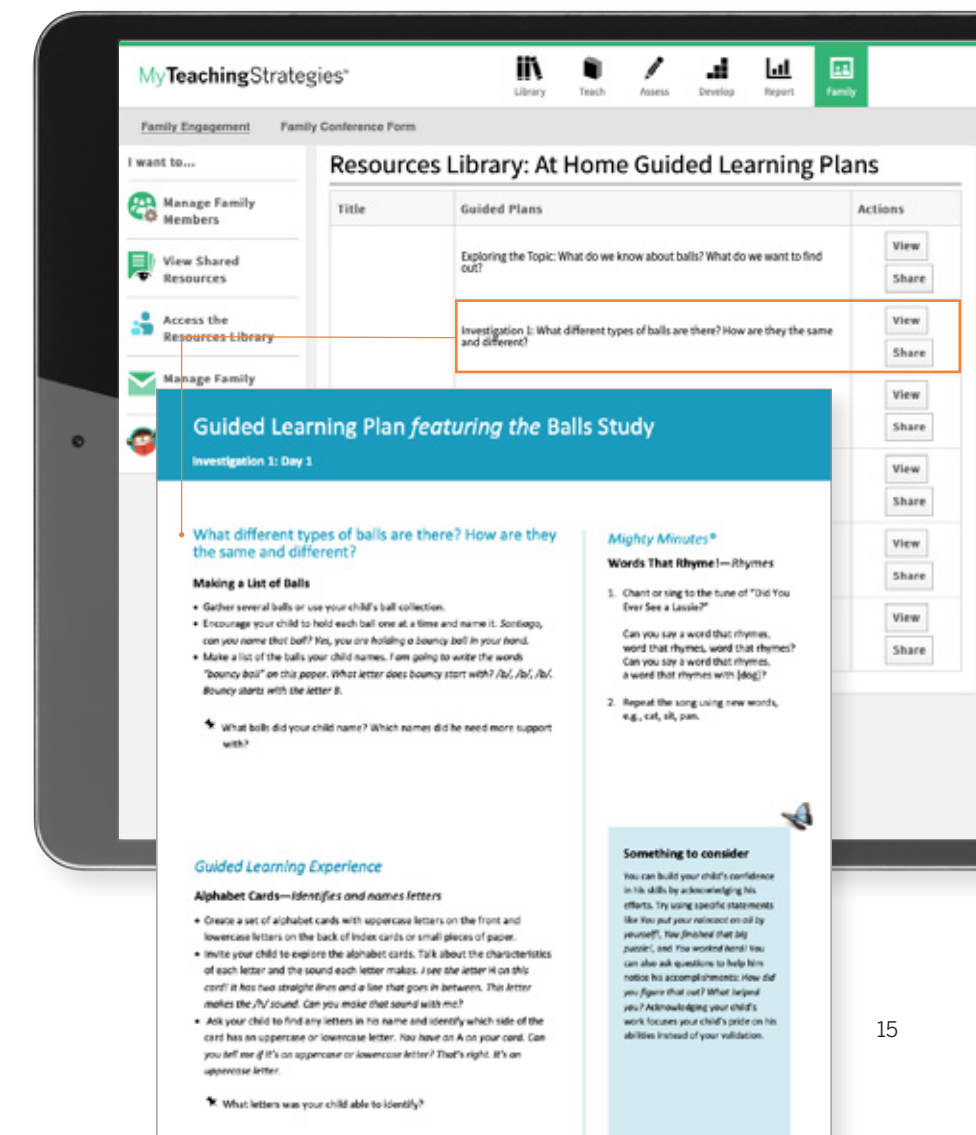 MyTeachingStrategies®
Library
Teach
Assess
Develop
Report
Family
Family Engagement
Family Conference Form
I want to...
Manage Family
Members
View Shared
Resources
Access the
Resources Library
Manage Family
Resources Library: At Home Guided Learning Plans
Title
Guided Plans
Actions
Exploring the Topic: What do we know about balls? What do we want to find
out?
View
Share
Investigation 1: What different types of balls are there? How are they the same
and different?
View
Share
View
Share
View
Share
View
Share
View
Share
Guided Learning Plan featuring the Balls Study
Investigation 1: Day 1
What different types of balls are there? How are they
the same and different?
Making a List of Balls
• Gather several balls or use your child's ball collection.
• Encourage your child to hold each ball one at a time and name it. Santiago,
can you name that ball? Yes, you are holding a bouncy ball in your hand.
• Make a list of the balls your child names. I am going to write the words
"bouncy ball" on this paper. What letter does bouncy start with? /b/, /b/, /b/.
Bouncy starts with the letter B.
What balls did your child name? Which names did he need more support
with?
Guided Learning Experience
Alphabet Cards—Identifies and names letters
• Create a set of alphabet cards with uppercase letters on the front and
lowercase letters on the back of index cards or small pieces of paper.
• Invite your child to explore the alphabet cards. Talk about the characteristics
of each letter and the sound each letter makes. I see the letter H on this
card! It has two straight lines and a line that goes in between. This letter
makes the /h/ sound. Can you make that sound with me?
• Ask your child to find any letters in his name and identify which side of the
card has an uppercase or lowercase letter. You have an A on your card. Can
you tell me if it's an uppercase or lowercase letter? That's right. It's an
uppercase letter.
What letters was your child able to identify?
Mighty Minutes®
Words That Rhyme!—Rhymes
1. Chant or sing to the tune of "Did You
Ever See a Lassie?"
Can you say a word that rhymes,
word that rhymes, word that rhymes?
Can you say a word that rhymes,
a word that rhymes with [dog]?
2. Repeat the song using new words,
e.g., cat, sit, pan.
Something to consider
You can build your child's confidence
in his skills by acknowledging his
efforts. Try using specific statements
like You put your raincoat on all by
yourself!, You finished that big
puzzle!, and You worked hard! You
can also ask questions to help him
notice his accomplishments: How did
you figure that out? What helped
you? Acknowledging your child's
work focuses your child's pride on his
abilities instead of your validation.
15